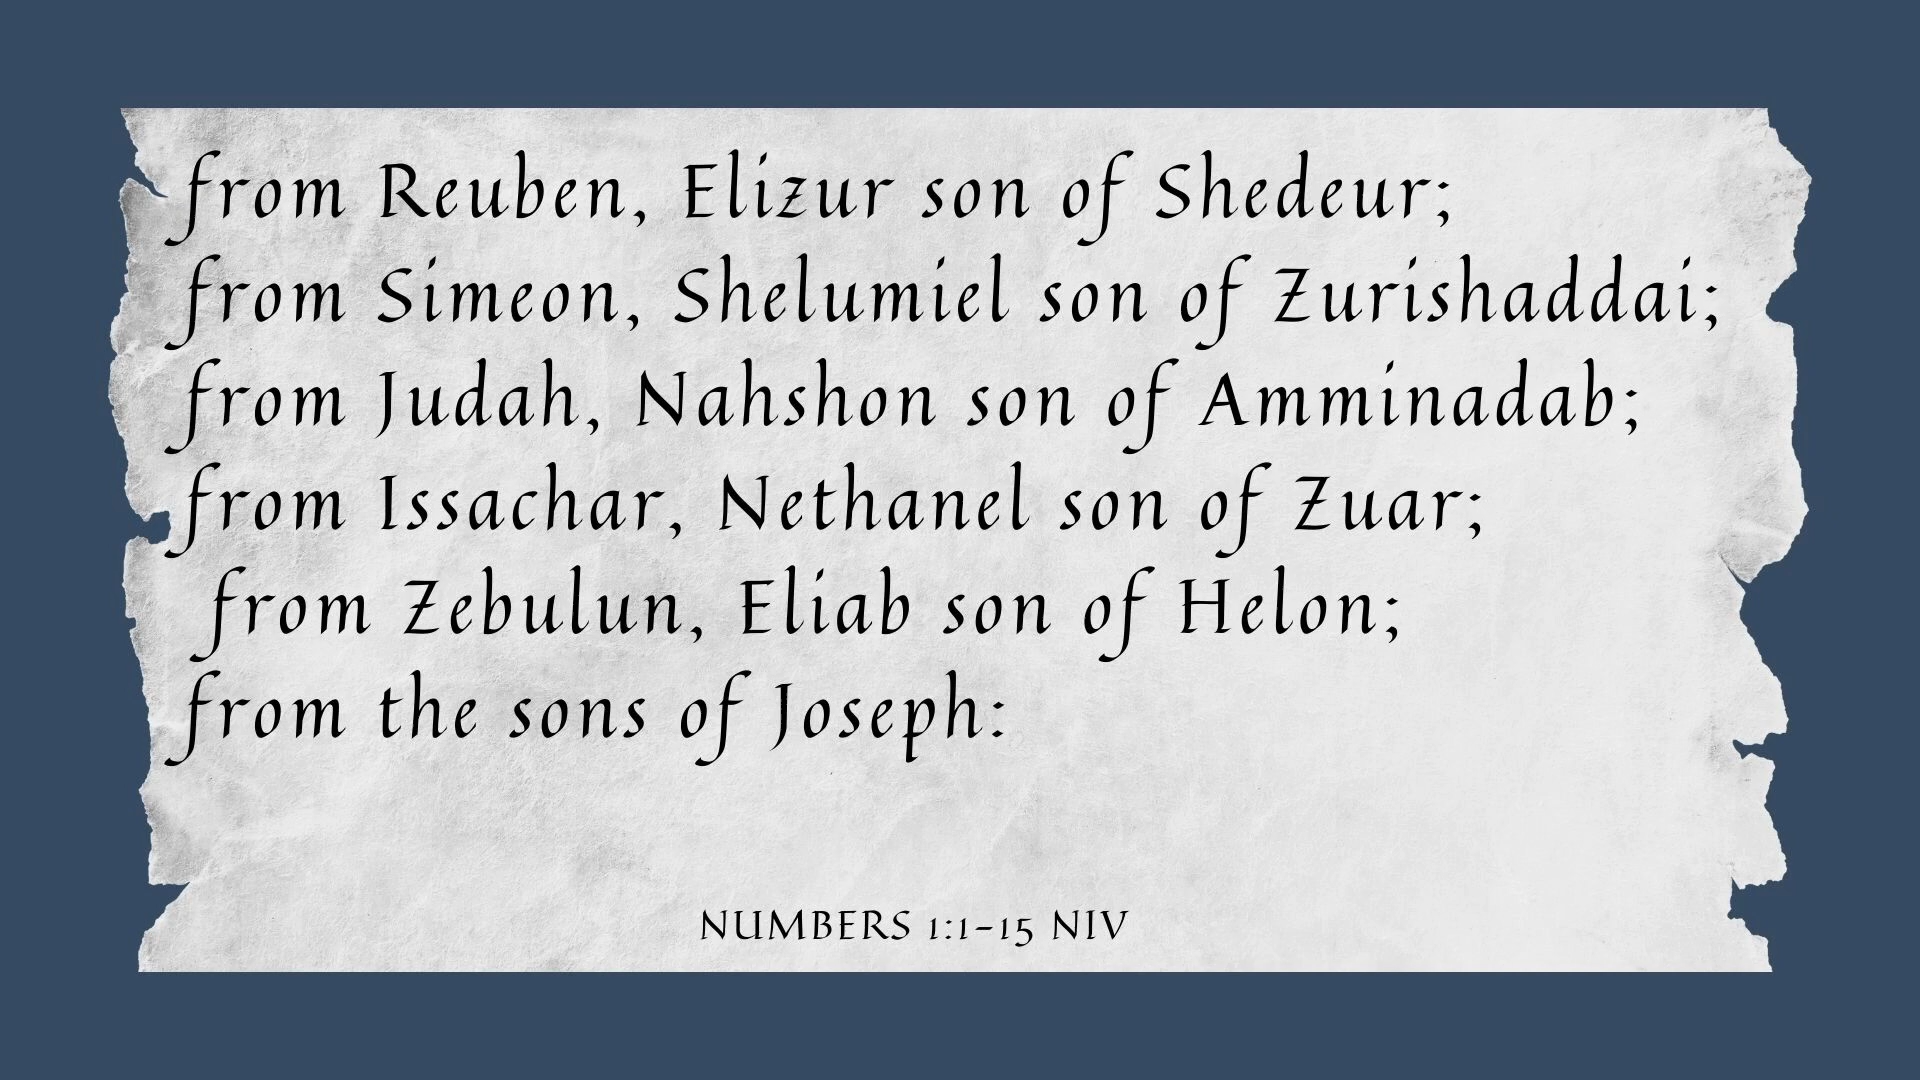 from Reuben, Elizur son of Shedeur;
from Simeon, Shelumiel son of Zurishaddai;
from Judah, Nahshon son of Amminadab;
from Issachar, Nethanel son of Zuar;
from Zebulun, Eliab son of Helon;
from the sons of Joseph:
NUMBERS 1:1-15 NIV